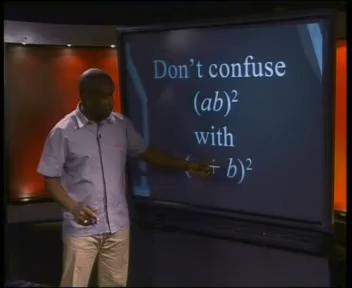 Don't confuse
(ab)²
with
( + b)²